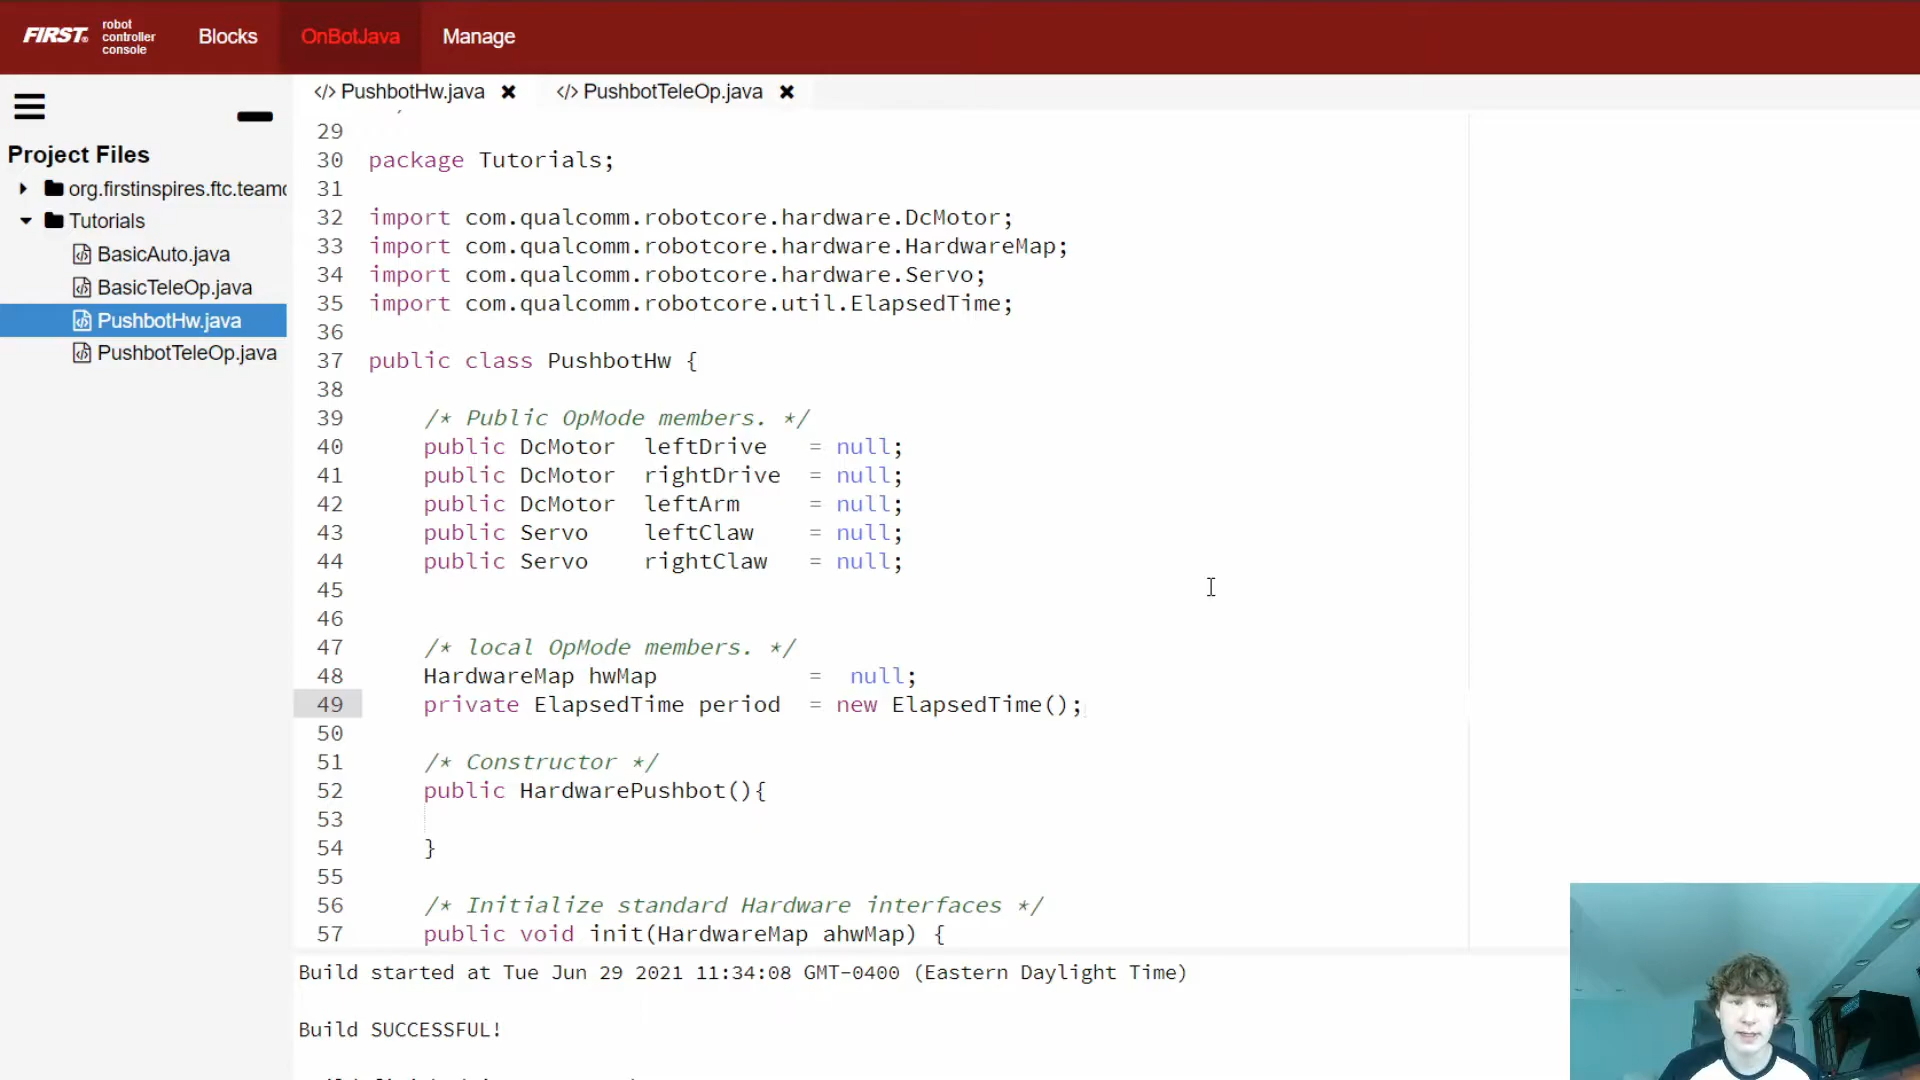 FIRST® robot controller console Blocks OnBotJava Manage
</> PushbotHw.java ✖ </> PushbotTeleOp.java ✖
Project Files
org.firstinspires.ftc.teamc
Tutorials
BasicAuto.java
BasicTeleOp.java
PushbotHw.java
PushbotTeleOp.java
29
30 package Tutorials;
31
32 import com.qualcomm.robotcore.hardware.DcMotor;
33 import com.qualcomm.robotcore.hardware.HardwareMap;
34 import com.qualcomm.robotcore.hardware.Servo;
35 import com.qualcomm.robotcore.util.ElapsedTime;
36
37 public class PushbotHw {
38
39 /* Public OpMode members. */
40 public DcMotor leftDrive = null;
41 public DcMotor rightDrive = null;
42 public DcMotor leftArm = null;
43 public Servo leftClaw = null;
44 public Servo rightClaw = null;
45
46
47 /* local OpMode members. */
48 HardwareMap hwMap = null;
49 private ElapsedTime period = new ElapsedTime();
50
51 /* Constructor */
52 public HardwarePushbot(){
53
54 }
55
56 /* Initialize standard Hardware interfaces */
57 public void init(HardwareMap ahwMap) {
Build started at Tue Jun 29 2021 11:34:08 GMT-0400 (Eastern Daylight Time)
Build SUCCESSFUL!